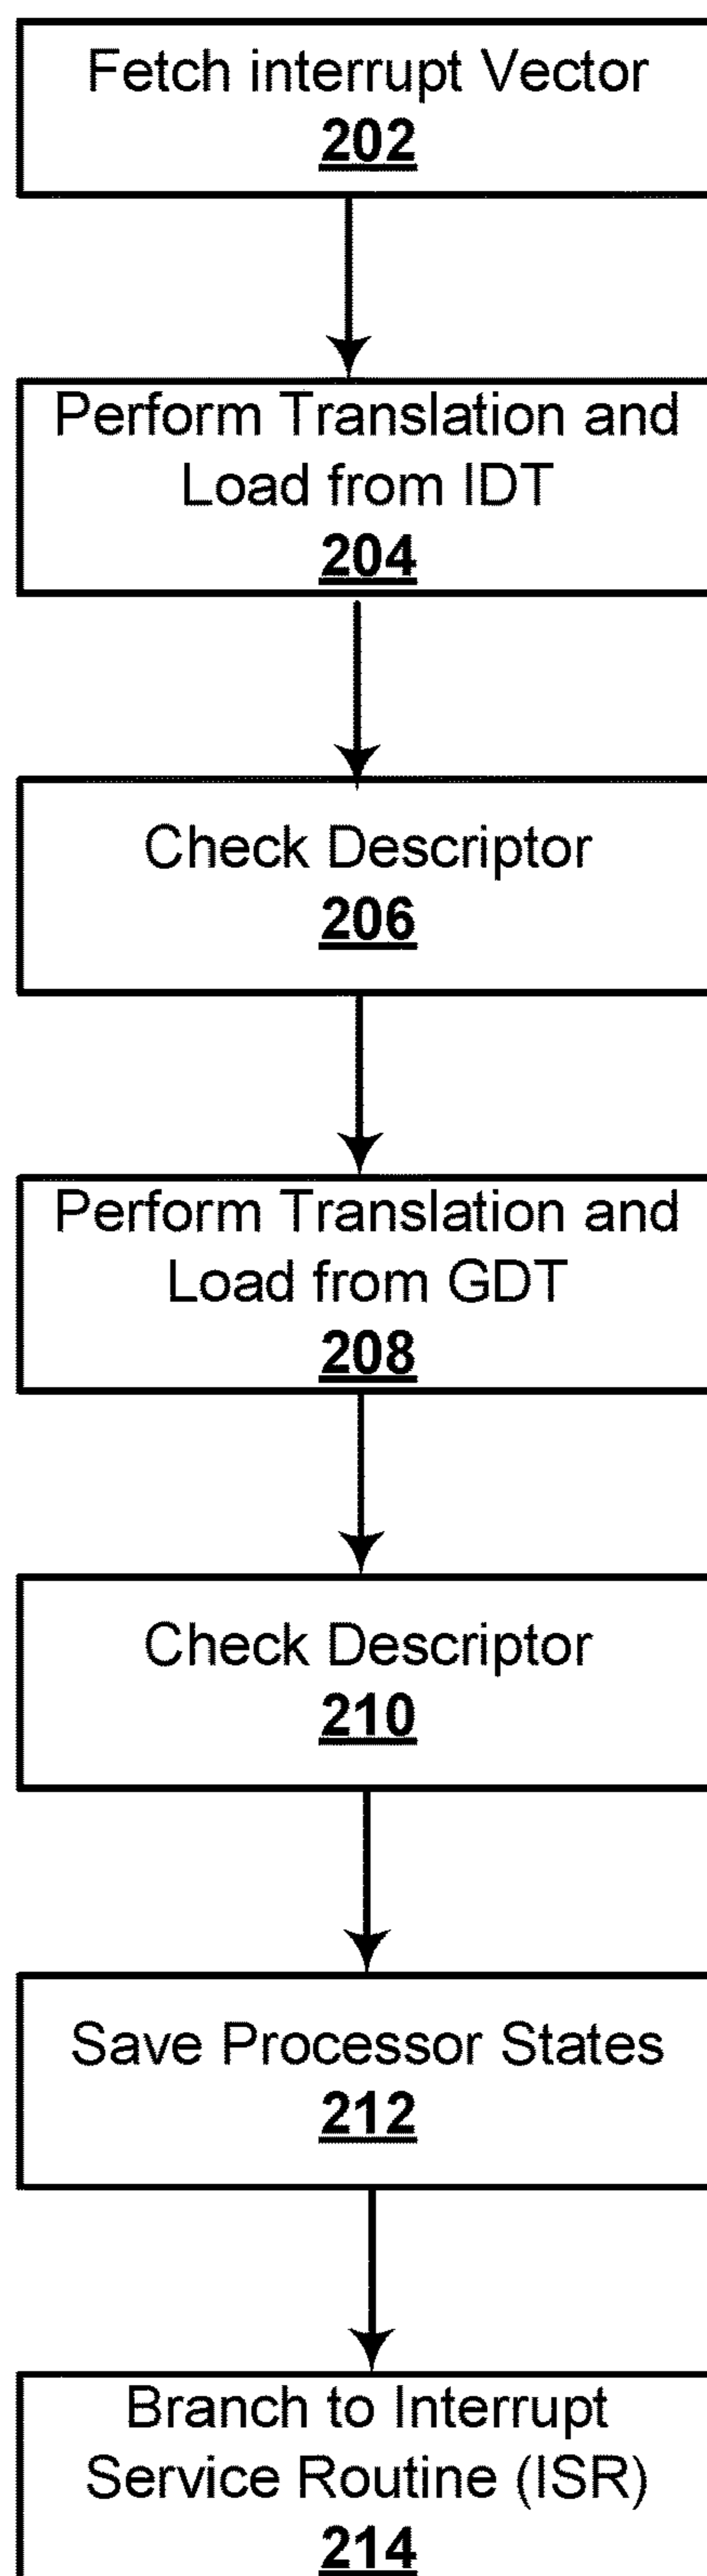 Fetch interrupt Vector
202
Perform Translation and
Load from IDT
204
Check Descriptor
206
Perform Translation and
Load from GDT
208
Check Descriptor
210
Save Processor States
212
Branch to Interrupt
Service Routine (ISR)
214